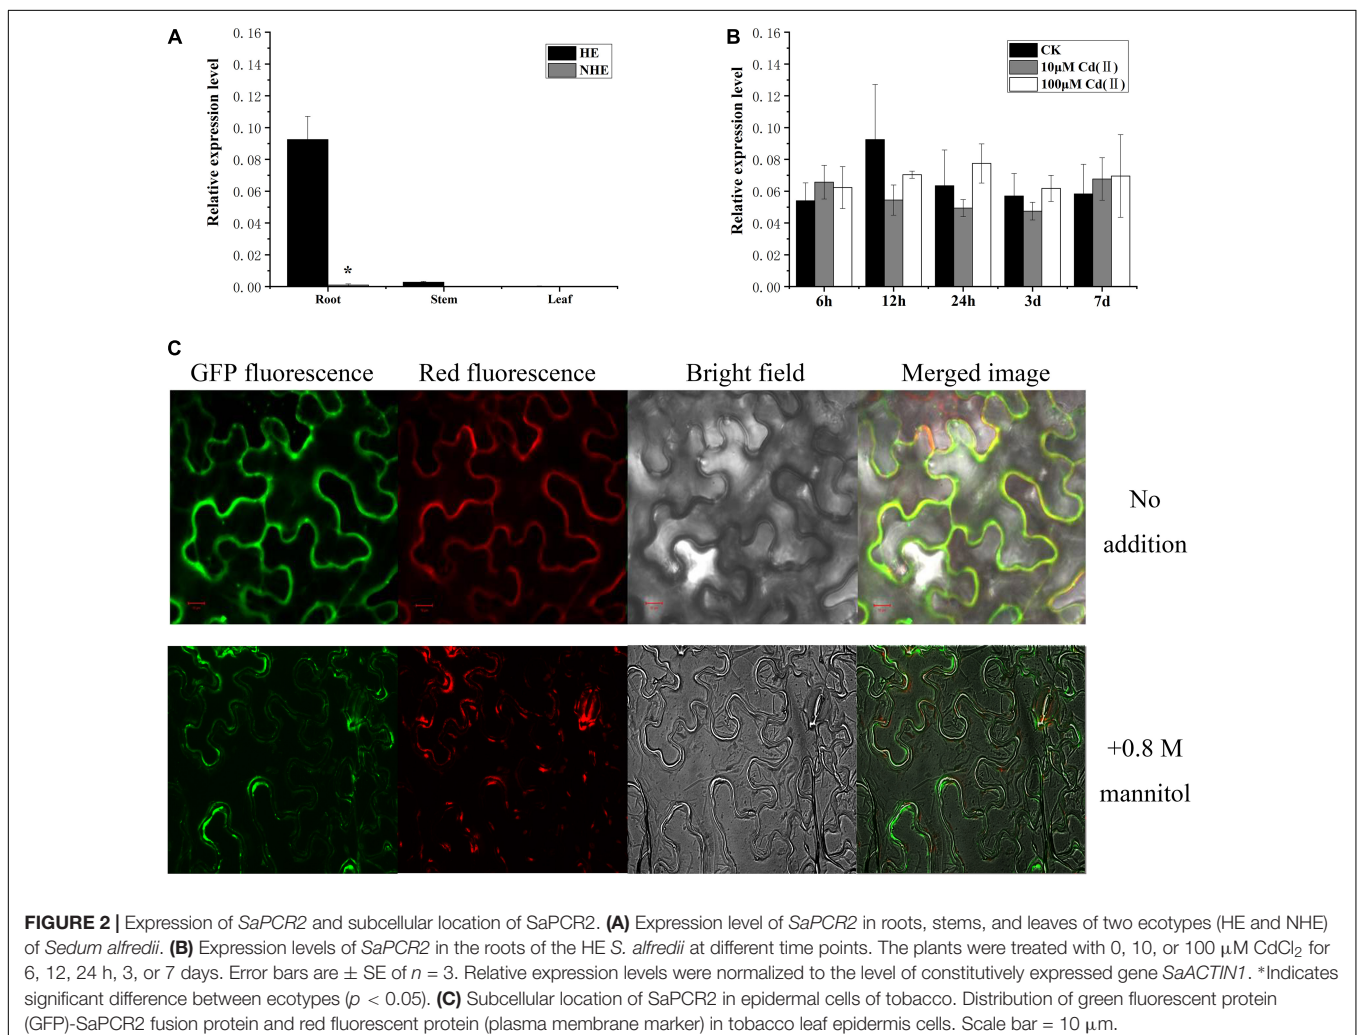 A
Relative expression level
0. 16
0. 14
0. 12
0. 10
0. 08
0. 06
0. 04
0. 02
0. 00
HE
NHE
*
Root Stem Leaf
B
Relative expression level
0. 16
0. 14
0. 12
0. 10
0. 08
0. 06
0. 04
0. 02
0. 00
CK
10μM Cd(Ⅱ)
100μM Cd(Ⅱ)
6h 12h 24h 3d 7d
C
GFP fluorescence Red fluorescence Bright field Merged image
No
addition
+0.8 M
mannitol
FIGURE 2 | Expression of SaPCR2 and subcellular location of SaPCR2. (A) Expression level of SaPCR2 in roots, stems, and leaves of two ecotypes (HE and NHE)
of Sedum alfredii. (B) Expression levels of SaPCR2 in the roots of the HE S. alfredii at different time points. The plants were treated with 0, 10, or 100 μM CdCl₂ for
6, 12, 24 h, 3, or 7 days. Error bars are ± SE of n = 3. Relative expression levels were normalized to the level of constitutively expressed gene SaACTIN1. *Indicates
significant difference between ecotypes (p < 0.05). (C) Subcellular location of SaPCR2 in epidermal cells of tobacco. Distribution of green fluorescent protein
(GFP)-SaPCR2 fusion protein and red fluorescent protein (plasma membrane marker) in tobacco leaf epidermis cells. Scale bar = 10 μm.